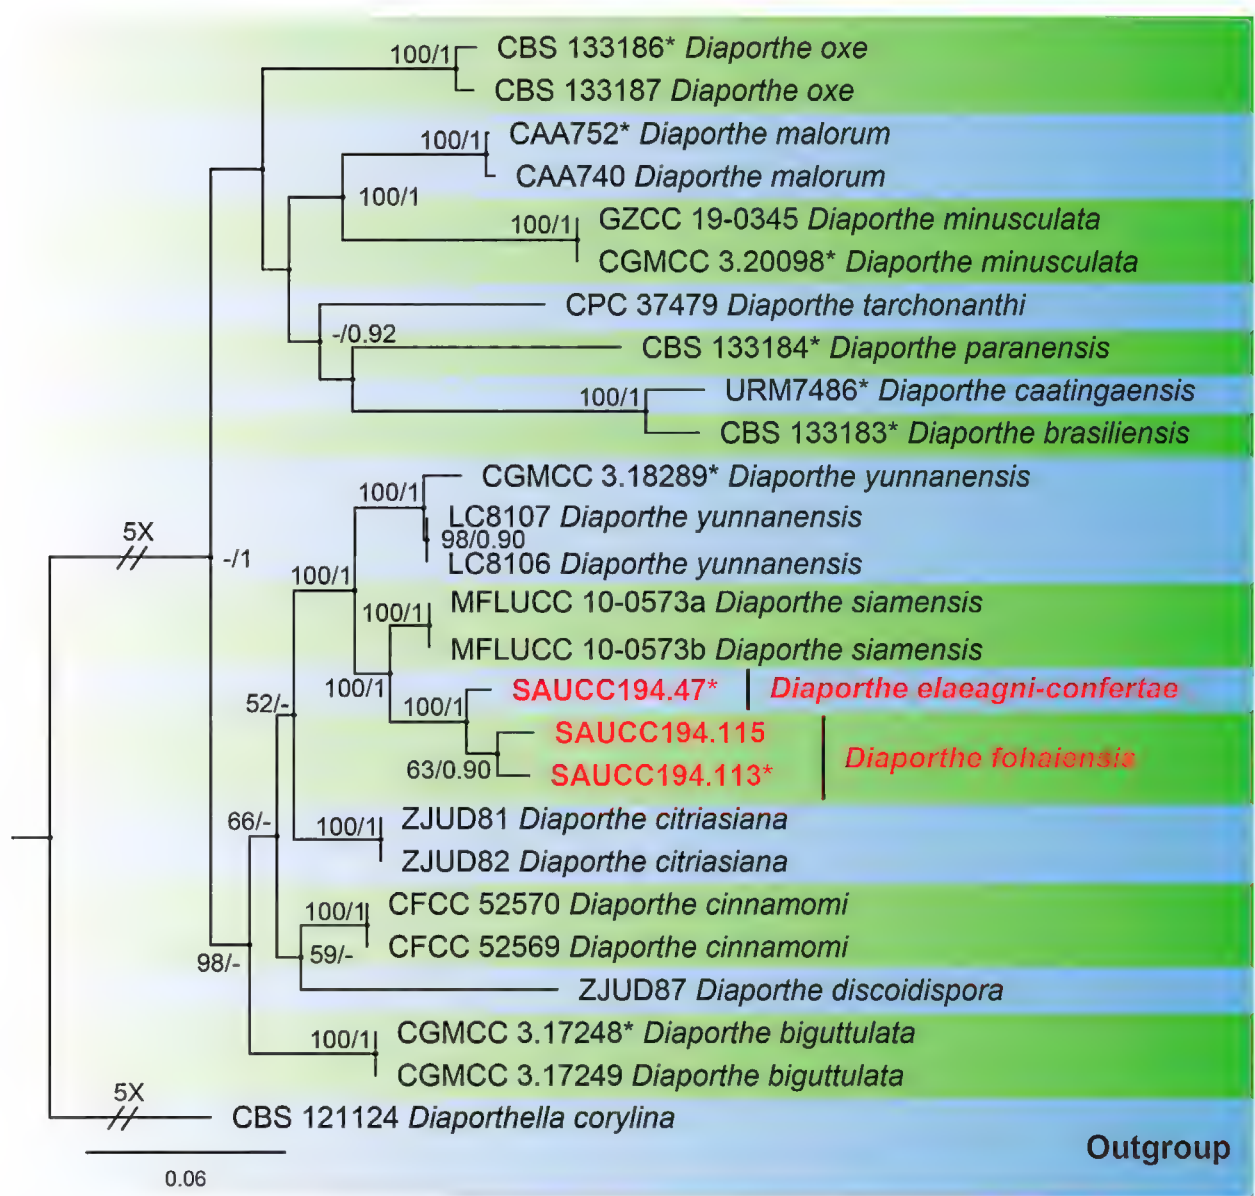 100/1
CBS 133186* Diaporthe oxe
CBS 133187 Diaporthe oxe
100/1
CAA752* Diaporthe malorum
CAA740 Diaporthe malorum
100/1
100/1
GZCC 19-0345 Diaporthe minusculata
CGMCC 3.20098* Diaporthe minusculata
CPC 37479 Diaporthe tarchonanthi
-/0.92
CBS 133184* Diaporthe paranensis
100/1
URM7486* Diaporthe caatingaensis
CBS 133183* Diaporthe brasiliensis
100/1
CGMCC 3.18289* Diaporthe yunnanensis
LC8107 Diaporthe yunnanensis
98/0.90
LC8106 Diaporthe yunnanensis
5X
-/1
100/1
100/1
MFLUCC 10-0573a Diaporthe siamensis
MFLUCC 10-0573b Diaporthe siamensis
100/1
SAUCC194.47* Diaporthe elaeagni-confertae
100/1
52/-
SAUCC194.115
Diaporthe fohaiensis
63/0.90
SAUCC194.113*
66/-
100/1
ZJUD81 Diaporthe citriasiana
ZJUD82 Diaporthe citriasiana
100/1
CFCC 52570 Diaporthe cinnamomi
CFCC 52569 Diaporthe cinnamomi
98/-
59/-
ZJUD87 Diaporthe discoidispora
100/1
CGMCC 3.17248* Diaporthe biguttulata
CGMCC 3.17249 Diaporthe biguttulata
5X
CBS 121124 Diaporthella corylina
Outgroup
0.06